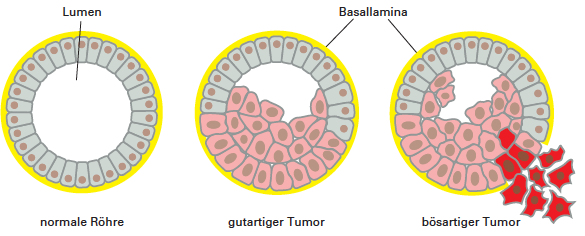 Lumen
Basallamina
normale Röhre
gutartiger Tumor
bösartiger Tumor